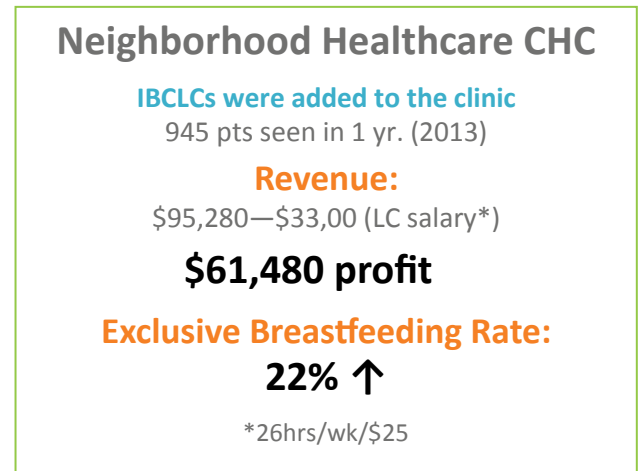 Neighborhood Healthcare CHC
IBCLCs were added to the clinic
945 pts seen in 1 yr. (2013)
Revenue:
$95,280—$33,00 (LC salary*)
$61,480 profit
Exclusive Breastfeeding Rate:
22% ↑
*26hrs/wk/$25